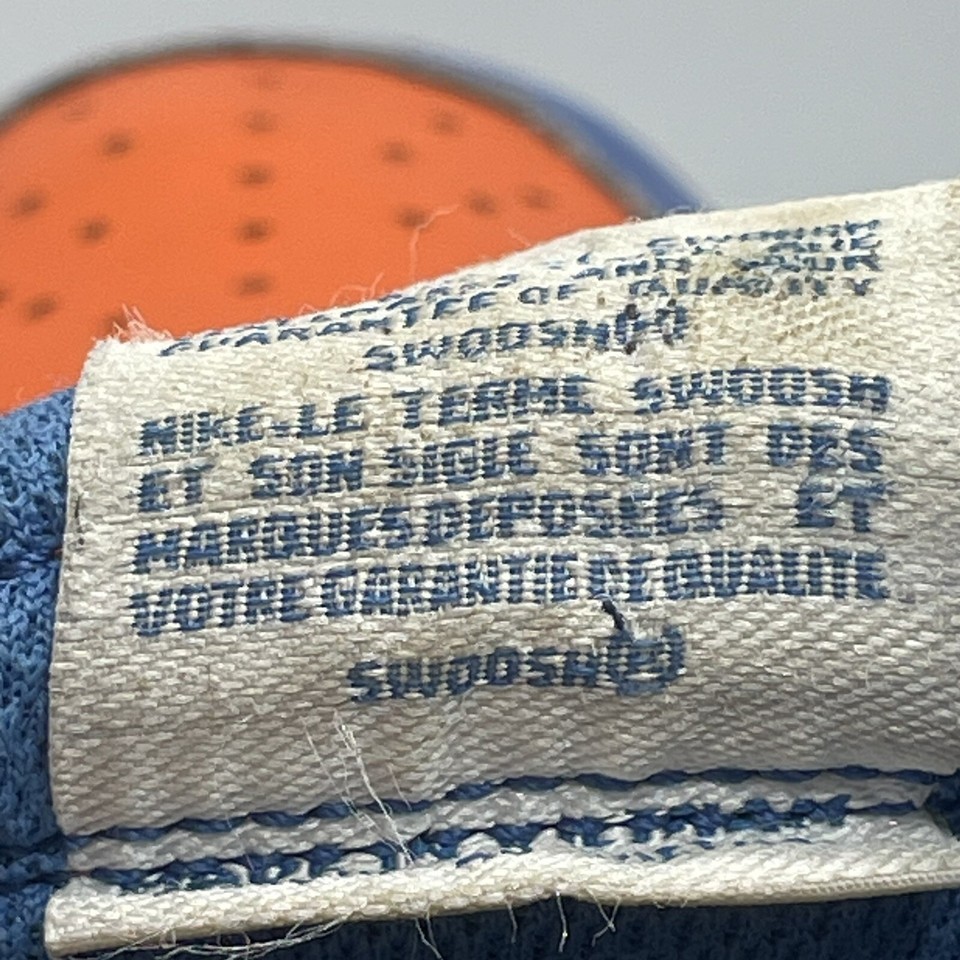 GUARANTEE OF QUALITY
SWOOSH
NIKE-LE TERME SWOOSH
ET SON SIGLE SONT DES
MARQUES DEPOSEES ET
VOTRE GARANTIE DE QUALITE
SWOOSH